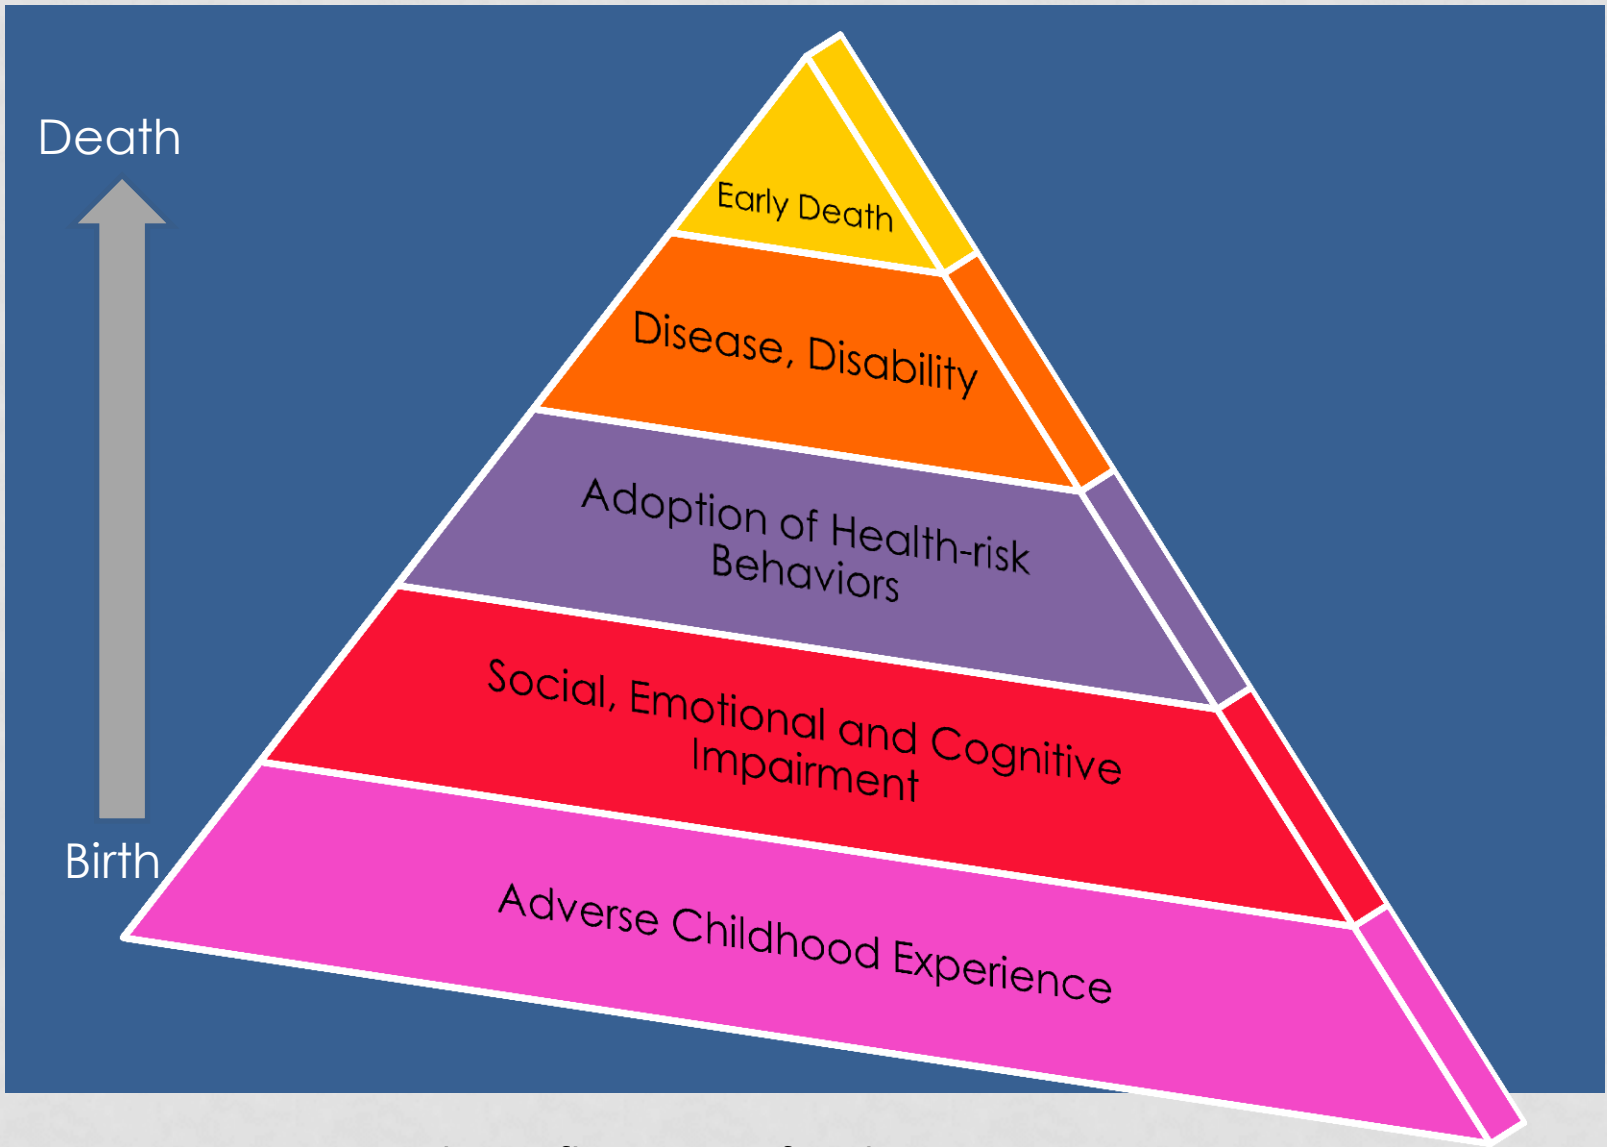 Death
Early Death
Disease, Disability
Adoption of Health-risk
Behaviors
Social, Emotional and Cognitive
Impairment
Birth
Adverse Childhood Experience